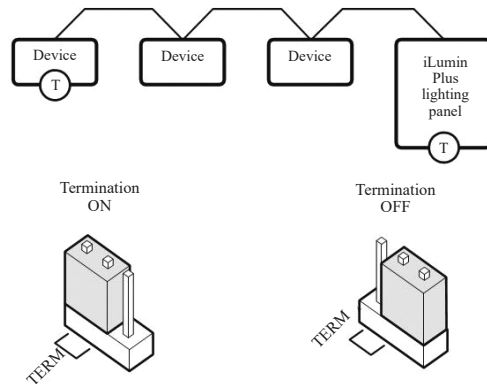 Device
Device
Device
iLumin
Plus
lighting
panel
T
T
Termination
ON
Termination
OFF
TERM
TERM